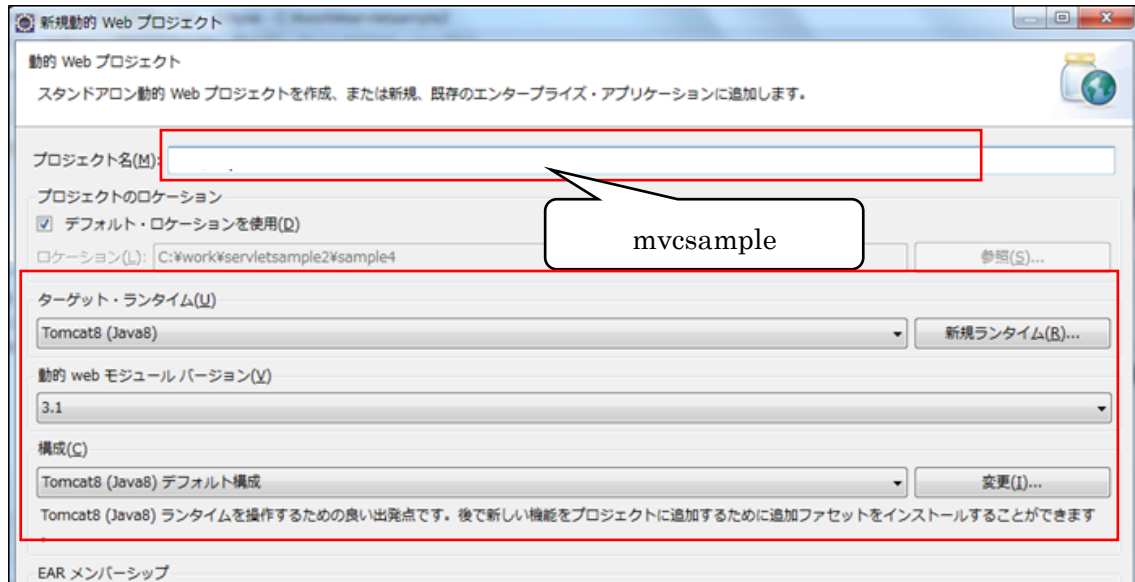 新規動的 Web プロジェクト
動的 Web プロジェクト
スタンドアロン動的 Web プロジェクトを作成、または新規、既存のエンタープライズ・アプリケーションに追加します。
プロジェクト名(M):
mvcsample
プロジェクトのロケーション
デフォルト・ロケーションを使用(D)
ロケーション(L): C:¥work¥servletsample2¥sample4 参照(S)...
ターゲット・ランタイム(U)
Tomcat8 (Java8) 新規ランタイム(R)...
動的 web モジュール バージョン(V)
3.1
構成(C)
Tomcat8 (Java8) デフォルト構成 変更(I)...
Tomcat8 (Java8) ランタイムを操作するための良い出発点です。後で新しい機能をプロジェクトに追加するために追加ファセットをインストールすることができます
。
EAR メンバーシップ